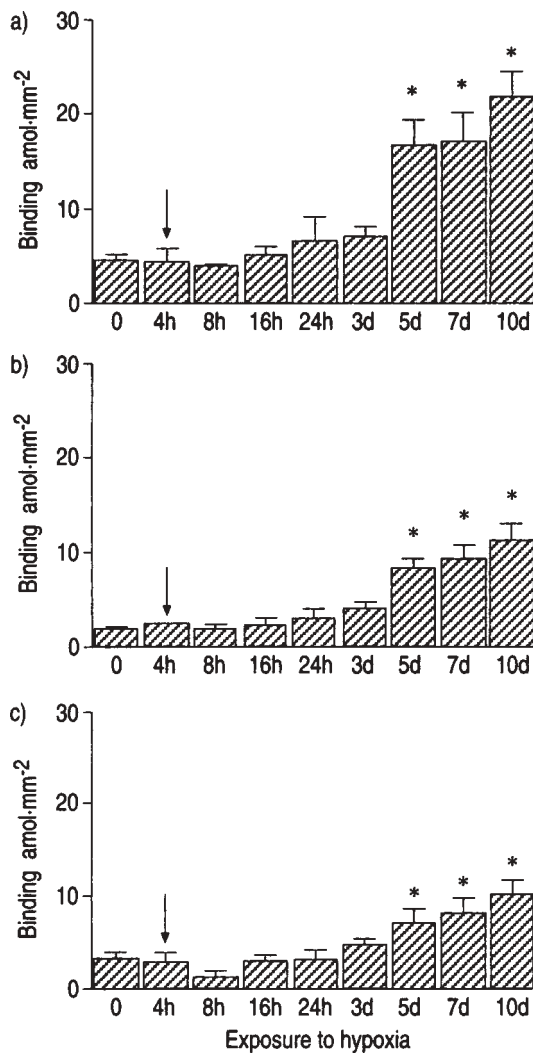 a)
Binding amol·mm-2
30
20
10
0
* * *
0 4h 8h 16h 24h 3d 5d 7d 10d
b)
Binding amol·mm-2
30
20
10
0
* * *
0 4h 8h 16h 24h 3d 5d 7d 10d
c)
Binding amol·mm-2
30
20
10
0
* * *
0 4h 8h 16h 24h 3d 5d 7d 10d
Exposure to hypoxia